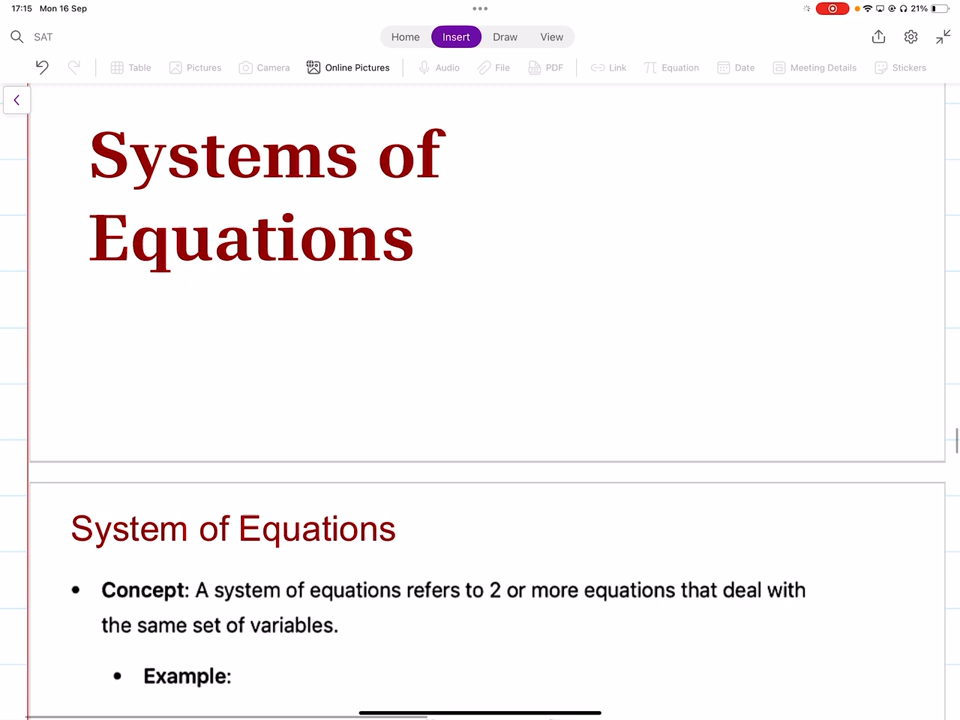 17:15 Mon 16 Sep
21%
SAT
Home Insert Draw View
Table Pictures Camera Online Pictures Audio File PDF Link Equation Date Meeting Details Stickers
Systems of
Equations
System of Equations
• Concept: A system of equations refers to 2 or more equations that deal with
the same set of variables.
• Example: